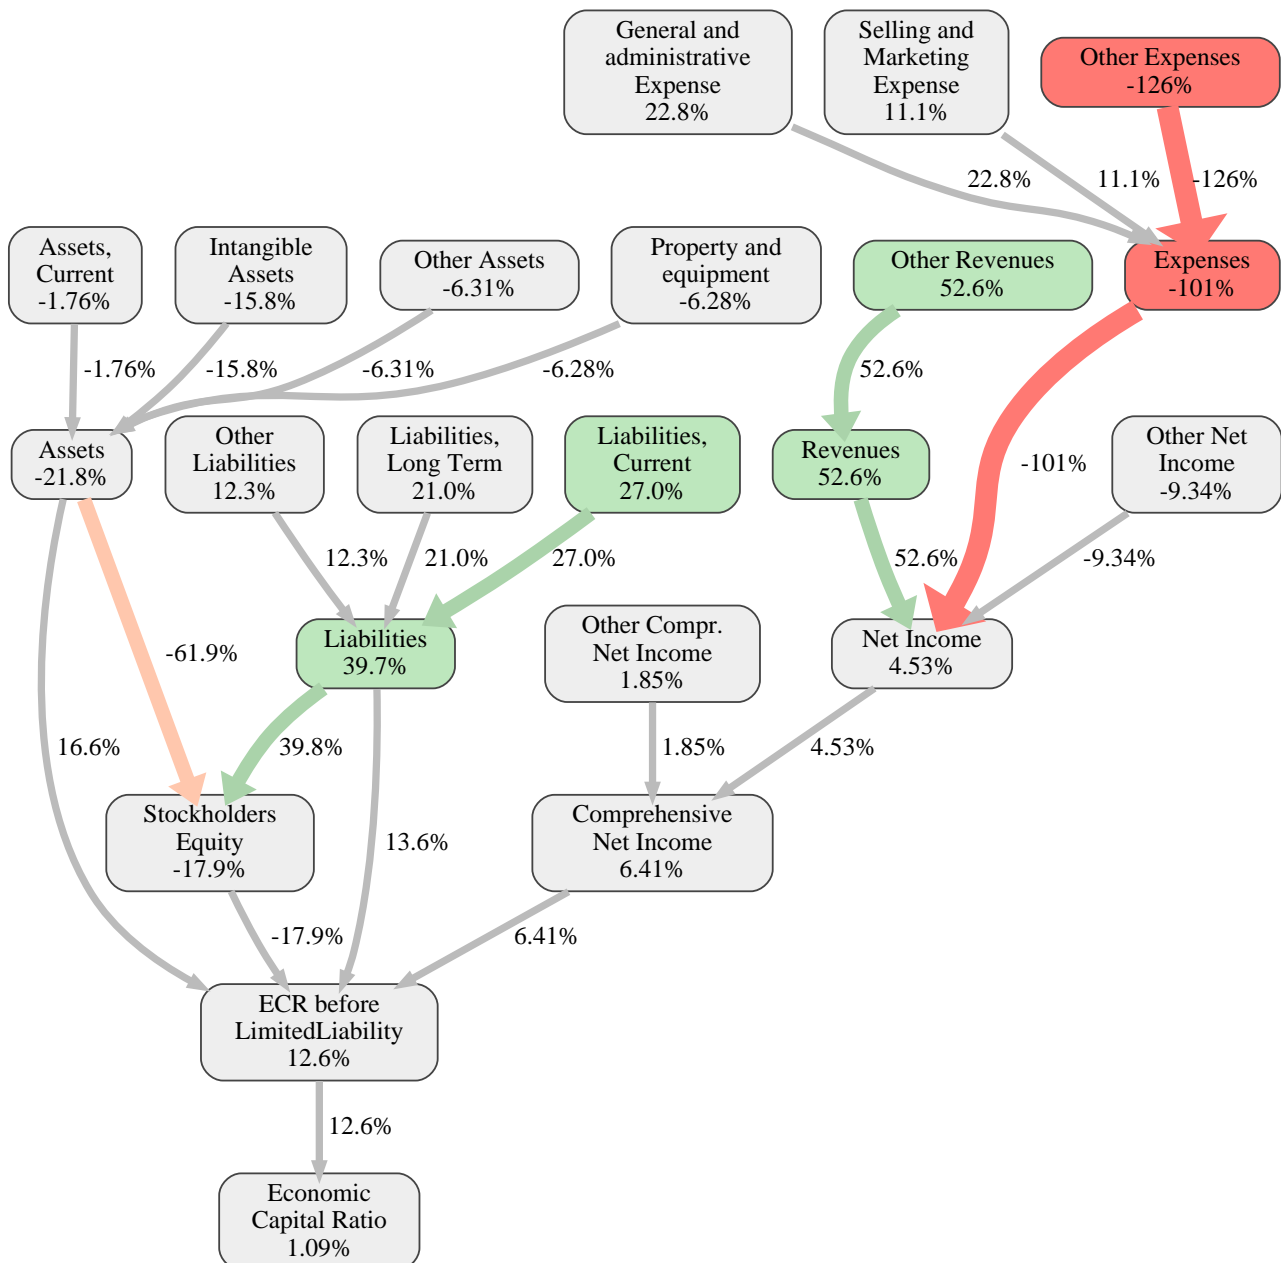 General and
administrative
Expense
22.8%
Selling and
Marketing
Expense
11.1%
Other Expenses
-126%
22.8%
11.1%
-126%
Assets,
Current
-1.76%
Intangible
Assets
-15.8%
Other Assets
-6.31%
Property and
equipment
-6.28%
Other Revenues
52.6%
Expenses
-101%
-1.76%
-15.8%
-6.31%
-6.28%
52.6%
-101%
Assets
-21.8%
Other
Liabilities
12.3%
Liabilities,
Long Term
21.0%
Liabilities,
Current
27.0%
Revenues
52.6%
Other Net
Income
-9.34%
12.3%
21.0%
27.0%
52.6%
-9.34%
-61.9%
Liabilities
39.7%
Other Compr.
Net Income
1.85%
Net Income
4.53%
16.6%
39.8%
1.85%
4.53%
13.6%
Stockholders
Equity
-17.9%
Comprehensive
Net Income
6.41%
-17.9%
6.41%
ECR before
LimitedLiability
12.6%
12.6%
Economic
Capital Ratio
1.09%